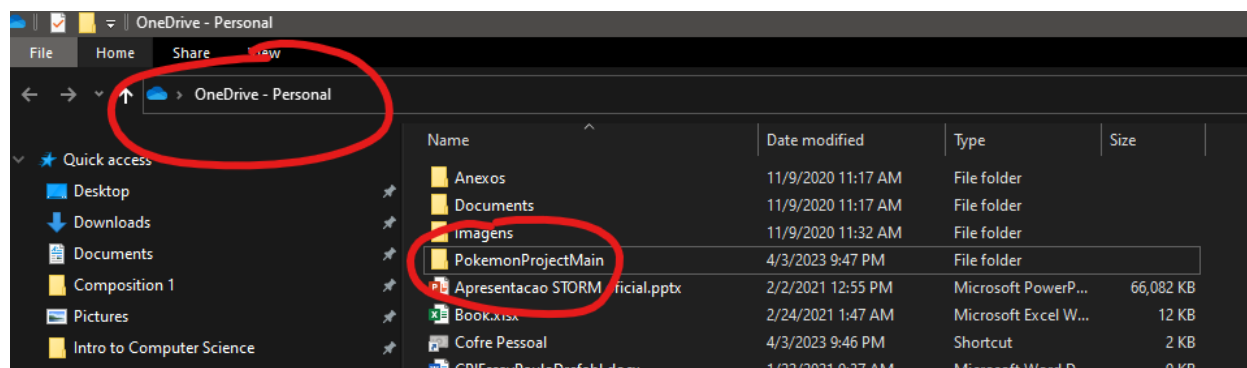 OneDrive - Personal
File Home Share View
OneDrive - Personal
Name Date modified Type Size
Quick access
Desktop
Downloads
Documents
Composition 1
Pictures
Intro to Computer Science
Anexos 11/9/2020 11:17 AM File folder
Documents 11/9/2020 11:17 AM File folder
Imagens 11/9/2020 11:32 AM File folder
PokemonProjectMain 4/3/2023 9:47 PM File folder
Apresentacao STORM 2/2/2021 12:55 PM Microsoft PowerP... 66,082 KB
Book.xlsx 2/24/2021 1:47 AM Microsoft Excel W... 12 KB
Cofre Pessoal 4/3/2023 9:46 PM Shortcut 2 KB